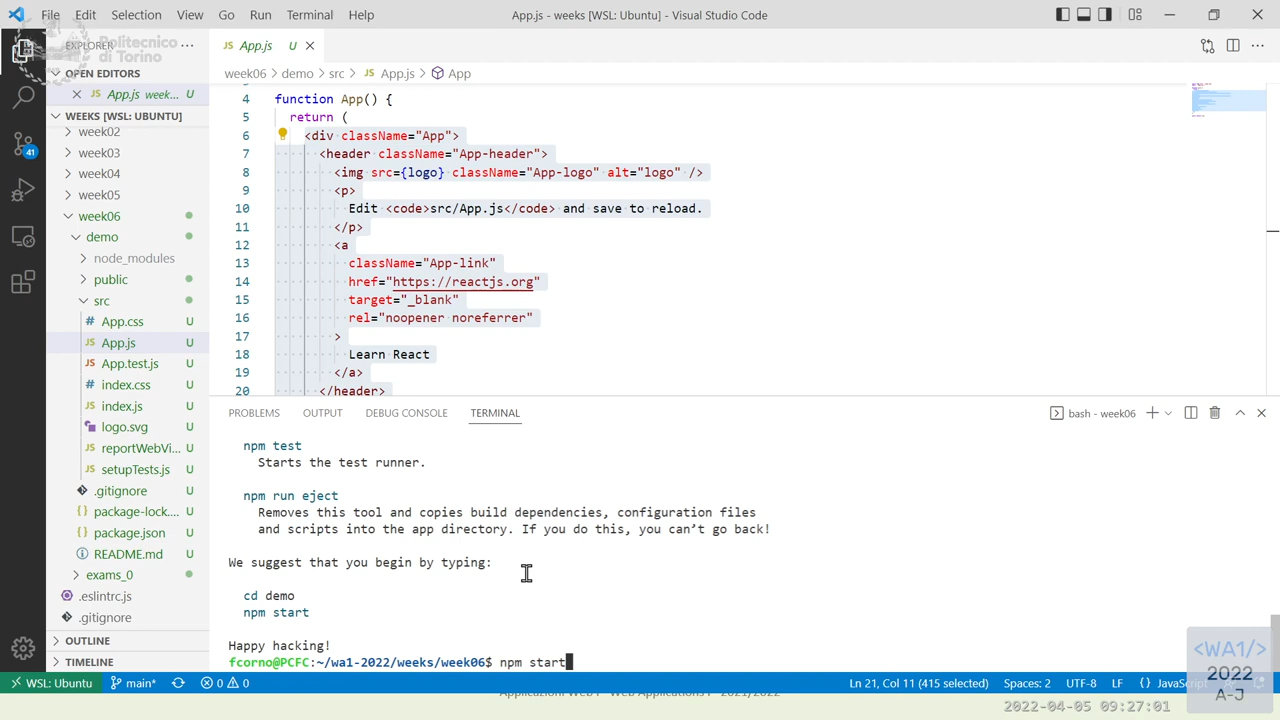 File Edit Selection View Go Run Terminal Help
App.js - weeks [WSL: Ubuntu] - Visual Studio Code
EXPLORER
Politecnico
di Torino
OPEN EDITORS
App.js week... U
WEEKS [WSL: UBUNTU]
week02
week03
week04
week05
week06
demo
node_modules
public
src
App.css U
App.js U
App.test.js U
index.css U
index.js U
logo.svg U
reportWebVi... U
setupTests.js U
.gitignore U
package-lock.... U
package.json U
README.md U
exams_0
.eslintrc.js
.gitignore
OUTLINE
TIMELINE
41
JS App.js U
week06 > demo > src > JS App.js > App
4 function App() {
5 return (
6 <div className="App">
7 <header className="App-header">
8 <img src={logo} className="App-logo" alt="logo" />
9 <p>
10 Edit <code>src/App.js</code> and save to reload.
11 </p>
12 <a
13 className="App-link"
14 href="https://reactjs.org"
15 target="_blank"
16 rel="noopener noreferrer"
17 >
18 Learn React
19 </a>
20 </header>
PROBLEMS OUTPUT DEBUG CONSOLE TERMINAL
bash - week06
npm test
Starts the test runner.
npm run eject
Removes this tool and copies build dependencies, configuration files
and scripts into the app directory. If you do this, you can’t go back!
We suggest that you begin by typing:
cd demo
npm start
Happy hacking!
fcorno@PCFC:~/wa1-2022/weeks/week06$ npm start
WSL: Ubuntu main* 0 0
Ln 21, Col 11 (415 selected) Spaces: 2 UTF-8 LF {} JavaScript
Applicazioni Web I - Web Applications I - 2021/2022
2022-04-05 09:27:01
<WA1/>
2022
A-J